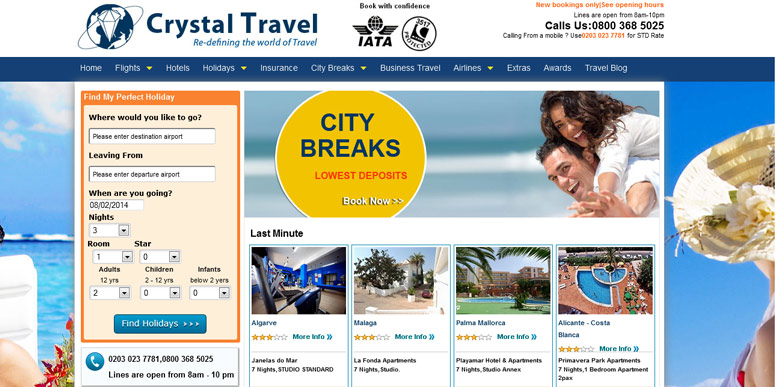 Crystal Travel
Re-defining the world of Travel
Book with confidence
IATA
3517
PROTECTED
New bookings only|See opening hours
Lines are open from 8am-10pm
Calls Us:0800 368 5025
Calling From a mobile ? Use0203 023 7781 for STD Rate
Home Flights Hotels Holidays Insurance City Breaks Business Travel Airlines Extras Awards Travel Blog
Find My Perfect Holiday
Where would you like to go?
Please enter destination airport
Leaving From
Please enter departure airport
When are you going?
08/02/2014
Nights
3
Room Star
1 0
Adults Children Infants
12 yrs 2 - 12 yrs below 2 yers
2 0 0
Find Holidays >>>
0203 023 7781,0800 368 5025
Lines are open from 8am - 10 pm
CITY
BREAKS
LOWEST DEPOSITS
Book Now >>
Last Minute
Algarve
More Info »
Janelas do Mar
7 Nights,STUDIO STANDARD
Malaga
More Info »
La Fonda Apartments
7 Nights,Studio.
Palma Mallorca
More Info »
Playamar Hotel & Apartments
7 Nights,Studio Annex
Alicante - Costa
Blanca
More Info »
Primavera Park Apartments
7 Nights,1 Bedroom Apartment
2pax